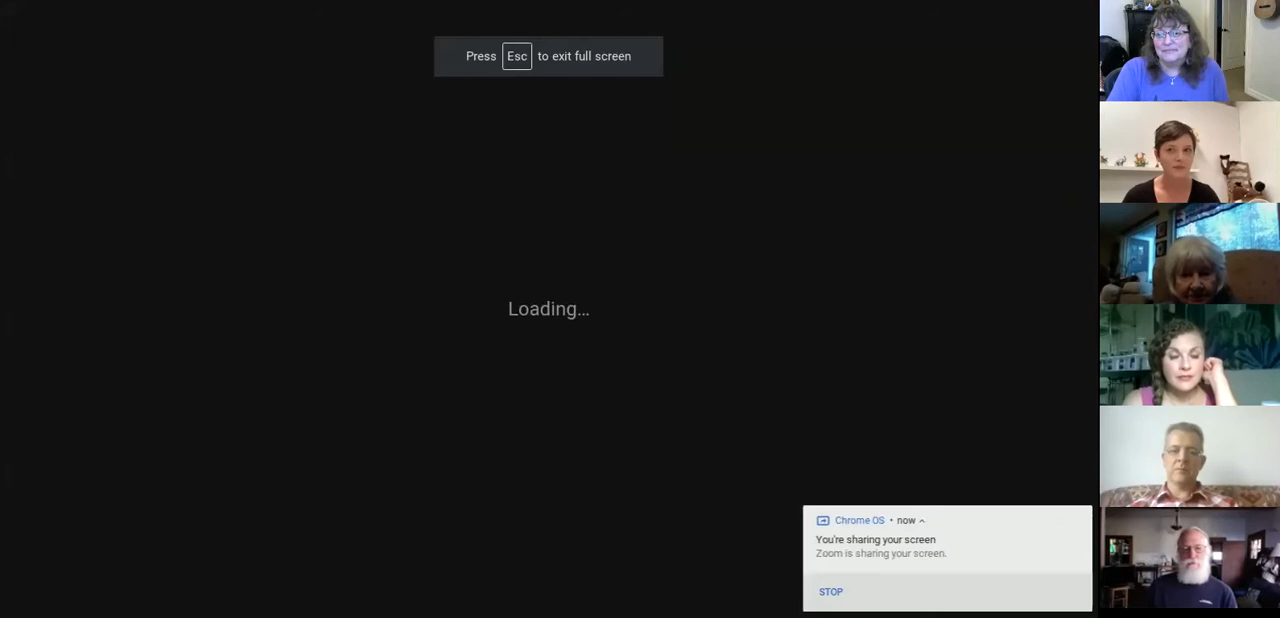 Press Esc to exit full screen
Loading...
Chrome OS • now
You're sharing your screen
Zoom is sharing your screen.
STOP